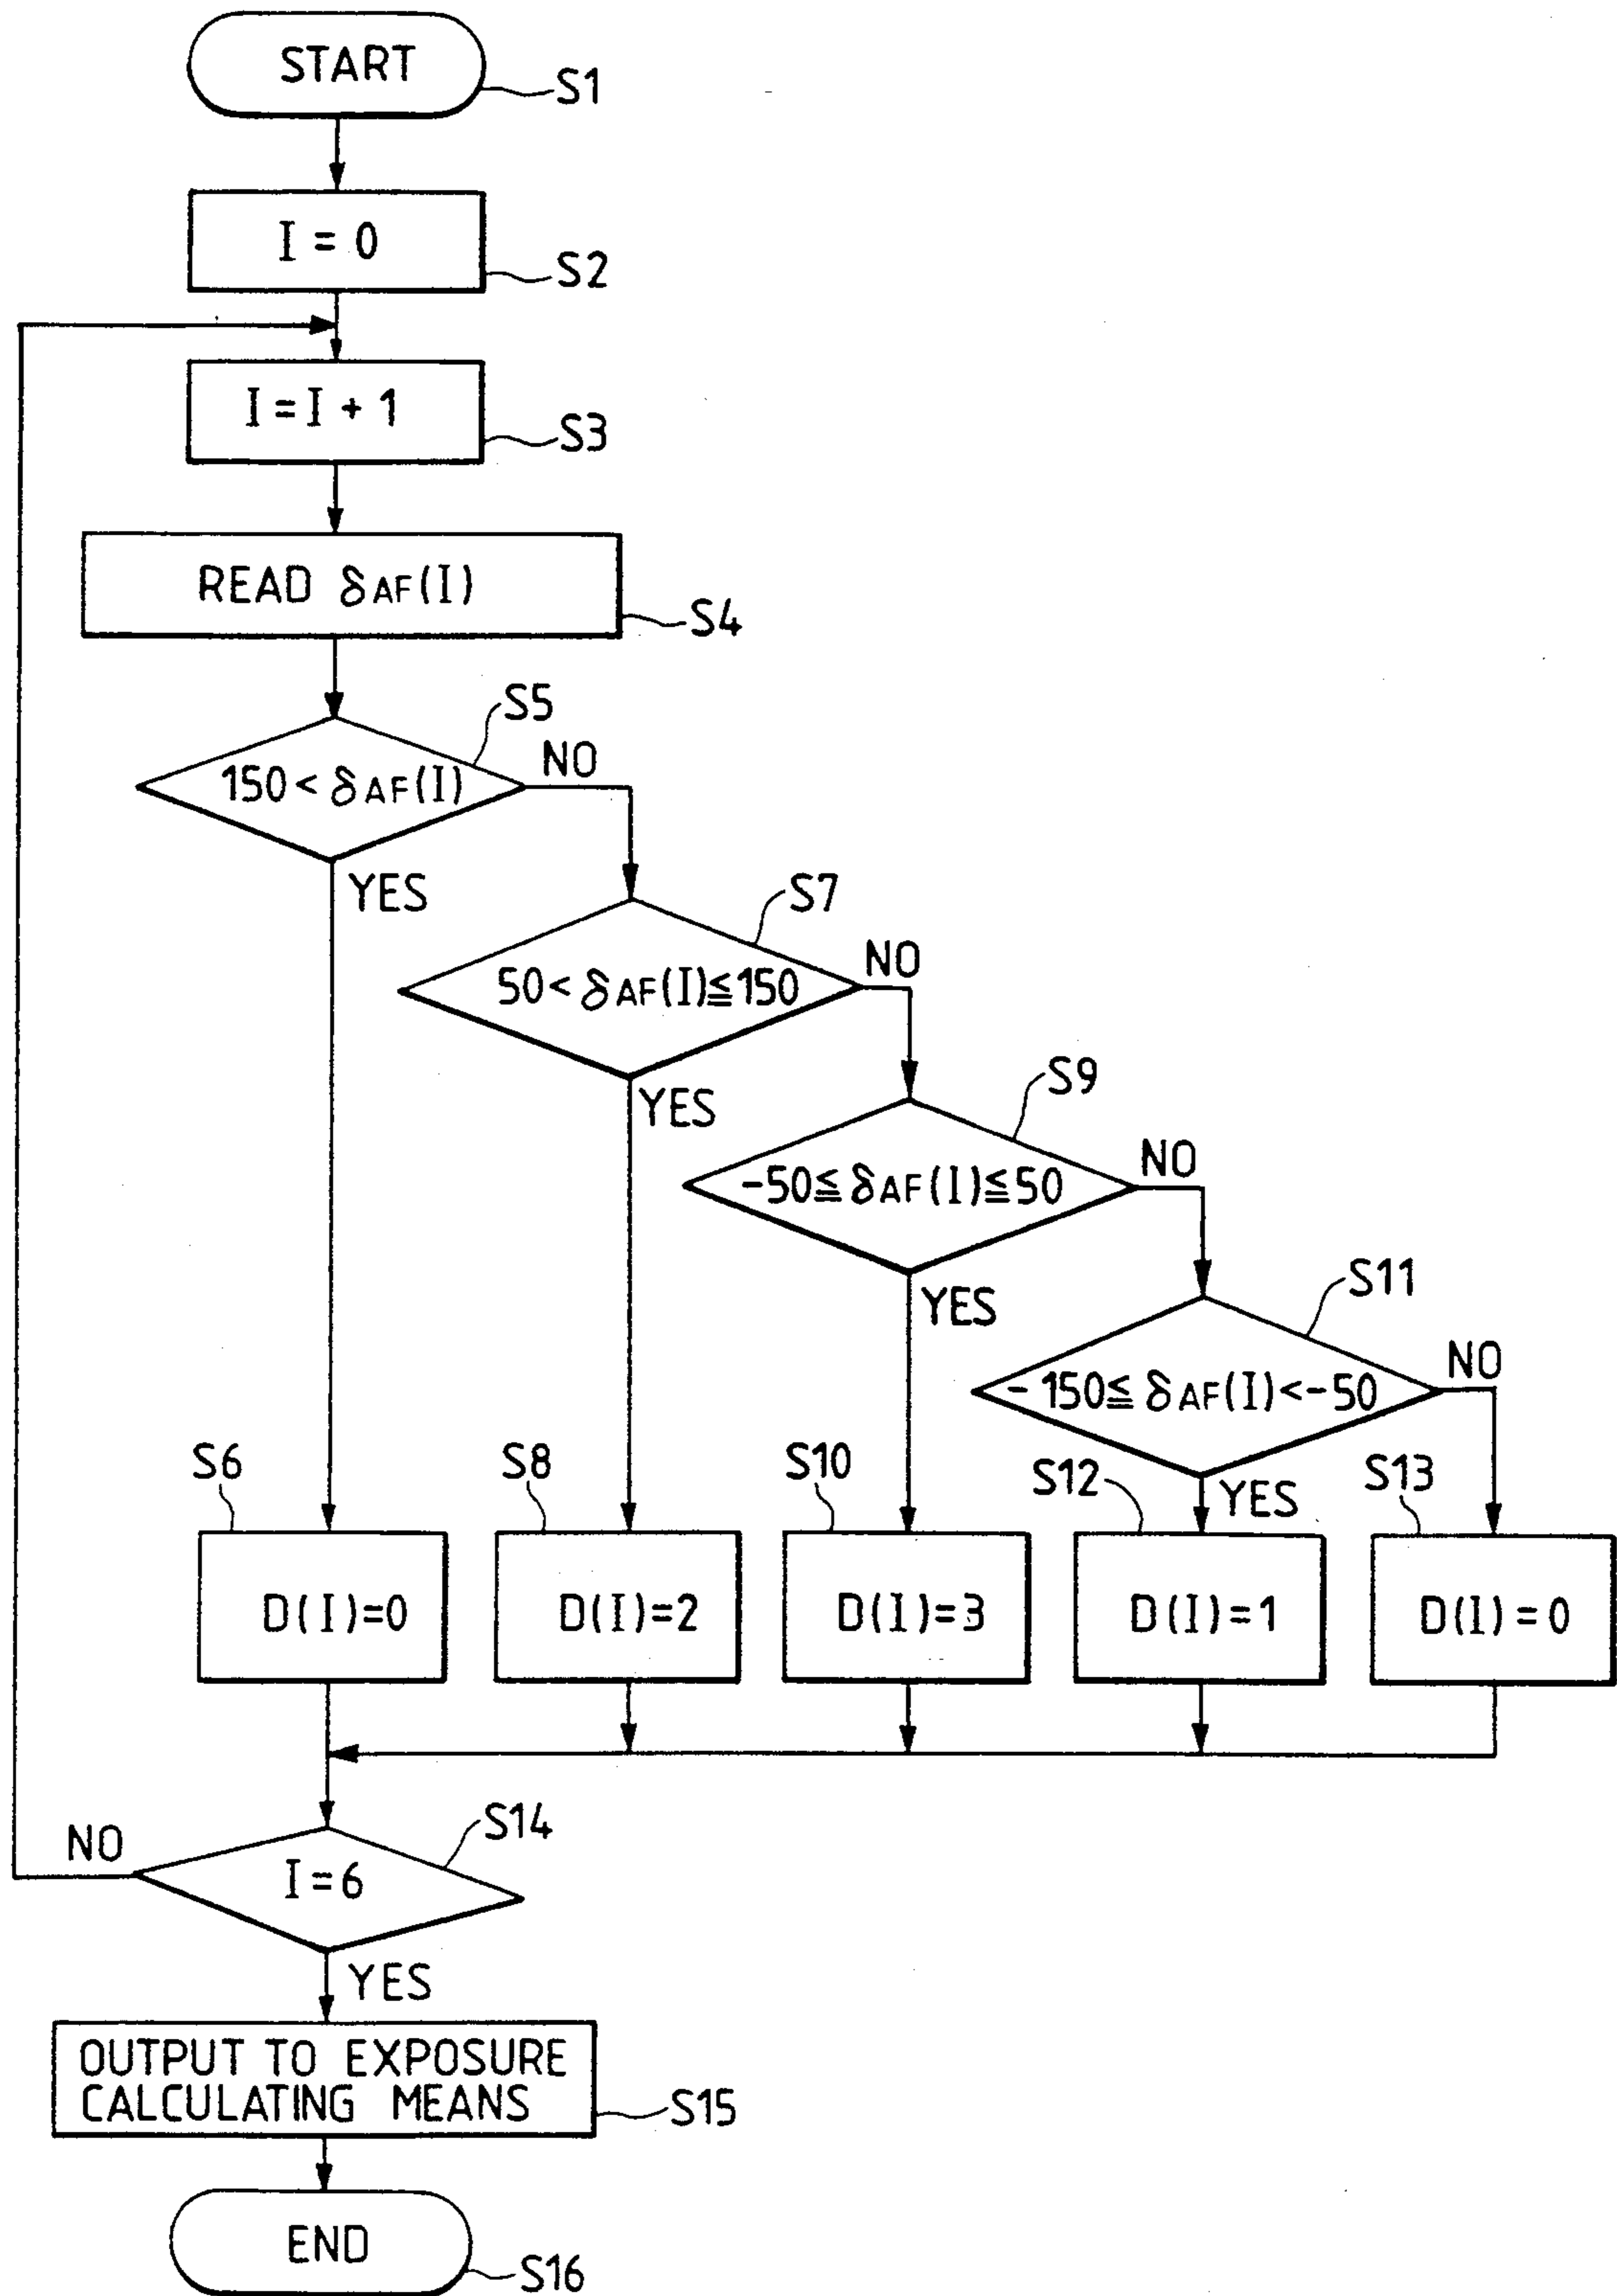 START
S1
I = 0
S2
I = I + 1
S3
READ δAF(I)
S4
S5
150 < δAF(I)
NO
YES
S7
50 < δAF(I) ≦ 150
NO
YES
S9
-50 ≦ δAF(I) ≦ 50
NO
YES
S11
-150 ≦ δAF(I) < -50
NO
YES
S6
S8
S10
S12
S13
D(I)=0
D(I)=2
D(I)=3
D(I)=1
D(I)=0
S14
NO
I = 6
YES
OUTPUT TO EXPOSURE
CALCULATING MEANS
S15
END
S16